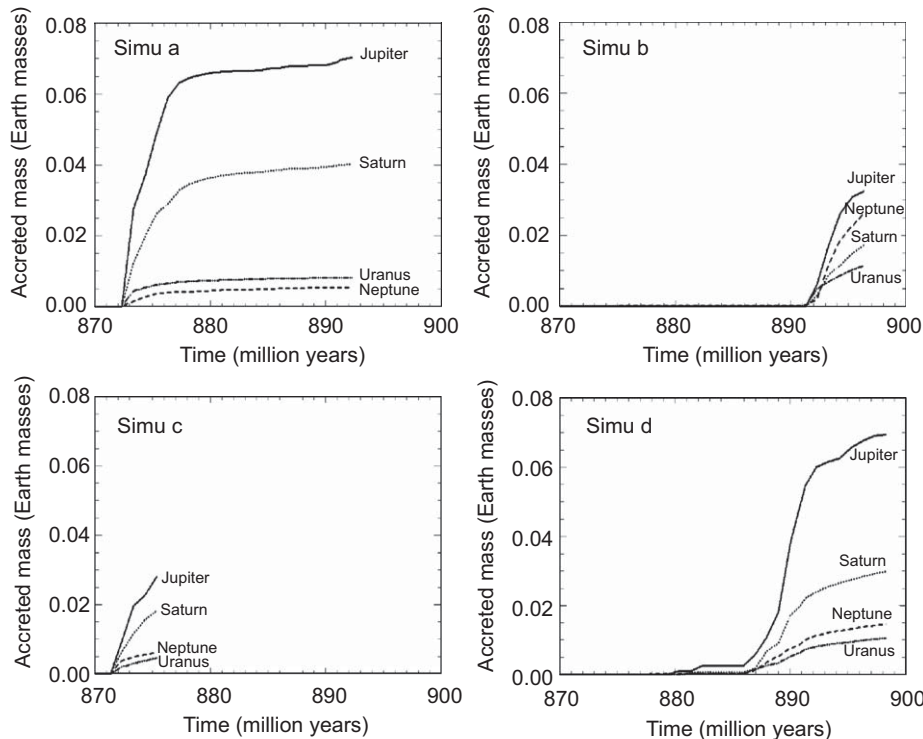 Accreted mass (Earth masses)
0.08
0.06
0.04
0.02
0.00
Simu a
Jupiter
Saturn
Uranus
Neptune
870
880
890
900
Time (million years)
Accreted mass (Earth masses)
0.08
0.06
0.04
0.02
0.00
Simu b
Jupiter
Neptune
Saturn
Uranus
870
880
890
900
Time (million years)
Accreted mass (Earth masses)
0.08
0.06
0.04
0.02
0.00
Simu c
Jupiter
Saturn
Neptune
Uranus
870
880
890
900
Time (million years)
Accreted mass (Earth masses)
0.08
0.06
0.04
0.02
0.00
Simu d
Jupiter
Saturn
Neptune
Uranus
870
880
890
900
Time (million years)